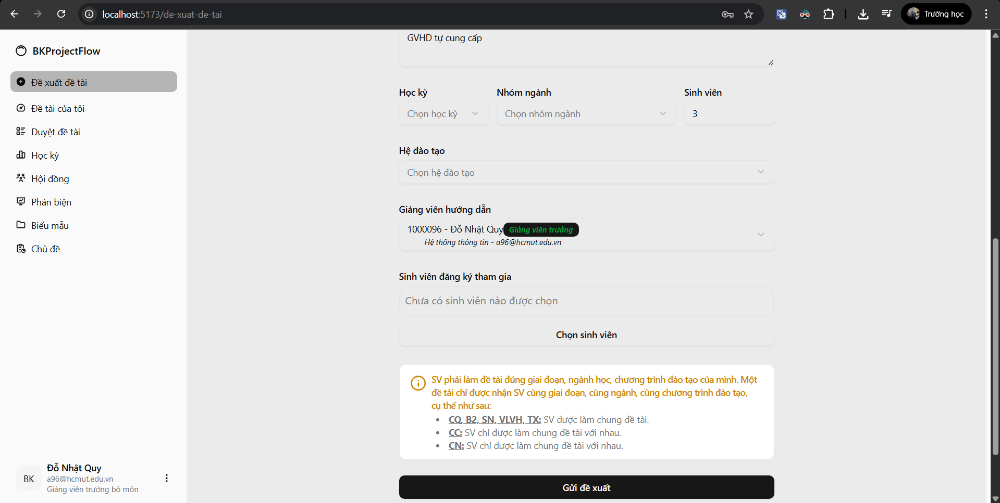 localhost:5173/de-xuat-de-tai
Trường học
BKProjectFlow
Đề xuất đề tài
Đề tài của tôi
Duyệt đề tài
Học kỳ
Hội đồng
Phản biện
Biểu mẫu
Chủ đề
BK
Đỗ Nhật Quy
a96@hcmut.edu.vn
Giảng viên trưởng bộ môn
GVHD tự cung cấp
Học kỳ Nhóm ngành Sinh viên
Chọn học kỳ Chọn nhóm ngành 3
Hệ đào tạo
Chọn hệ đào tạo
Giảng viên hướng dẫn
1000096 - Đỗ Nhật Quy Giảng viên trưởng
Hệ thống thông tin - a96@hcmut.edu.vn
Sinh viên đăng ký tham gia
Chưa có sinh viên nào được chọn
Chọn sinh viên
SV phải làm đề tài đúng giai đoạn, ngành học, chương trình đào tạo của mình. Một
đề tài chỉ được nhận SV cùng giai đoạn, cùng ngành, cùng chương trình đào tạo,
cụ thể như sau:
• CQ, B2, SN, VLVH, TX: SV được làm chung đề tài.
• CC: SV chỉ được làm chung đề tài với nhau.
• CN: SV chỉ được làm chung đề tài với nhau.
Gửi đề xuất